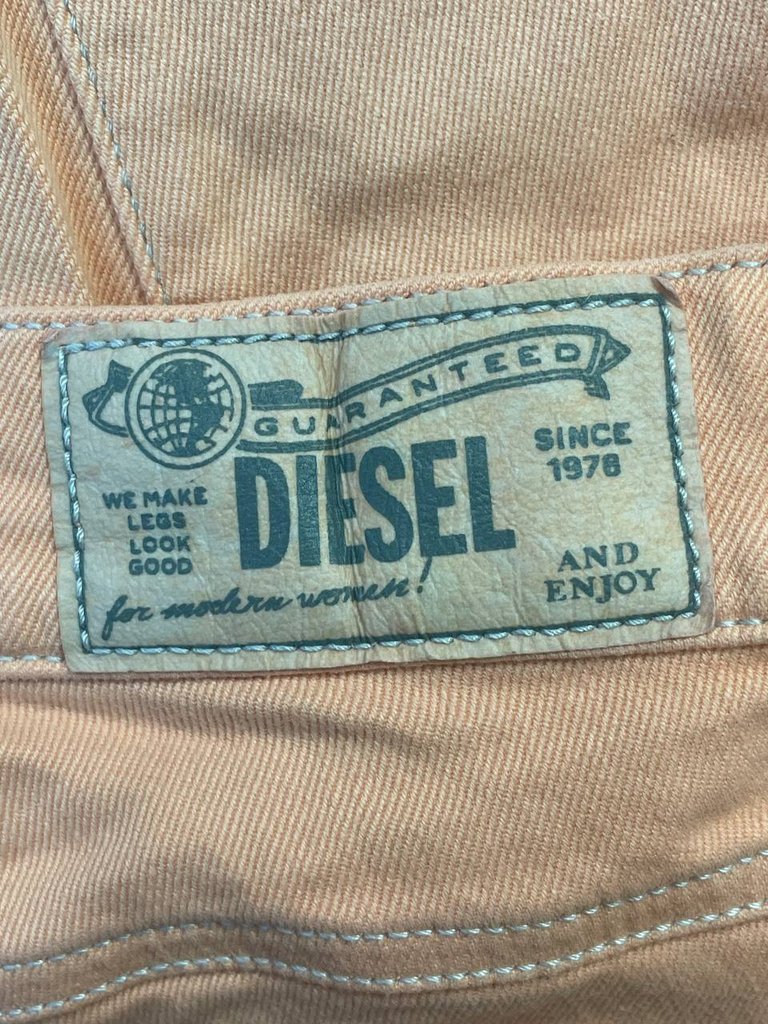 GUARANTEED
DIESEL
SINCE
1978
WE MAKE
LEGS
LOOK
GOOD
for modern women!
AND
ENJOY